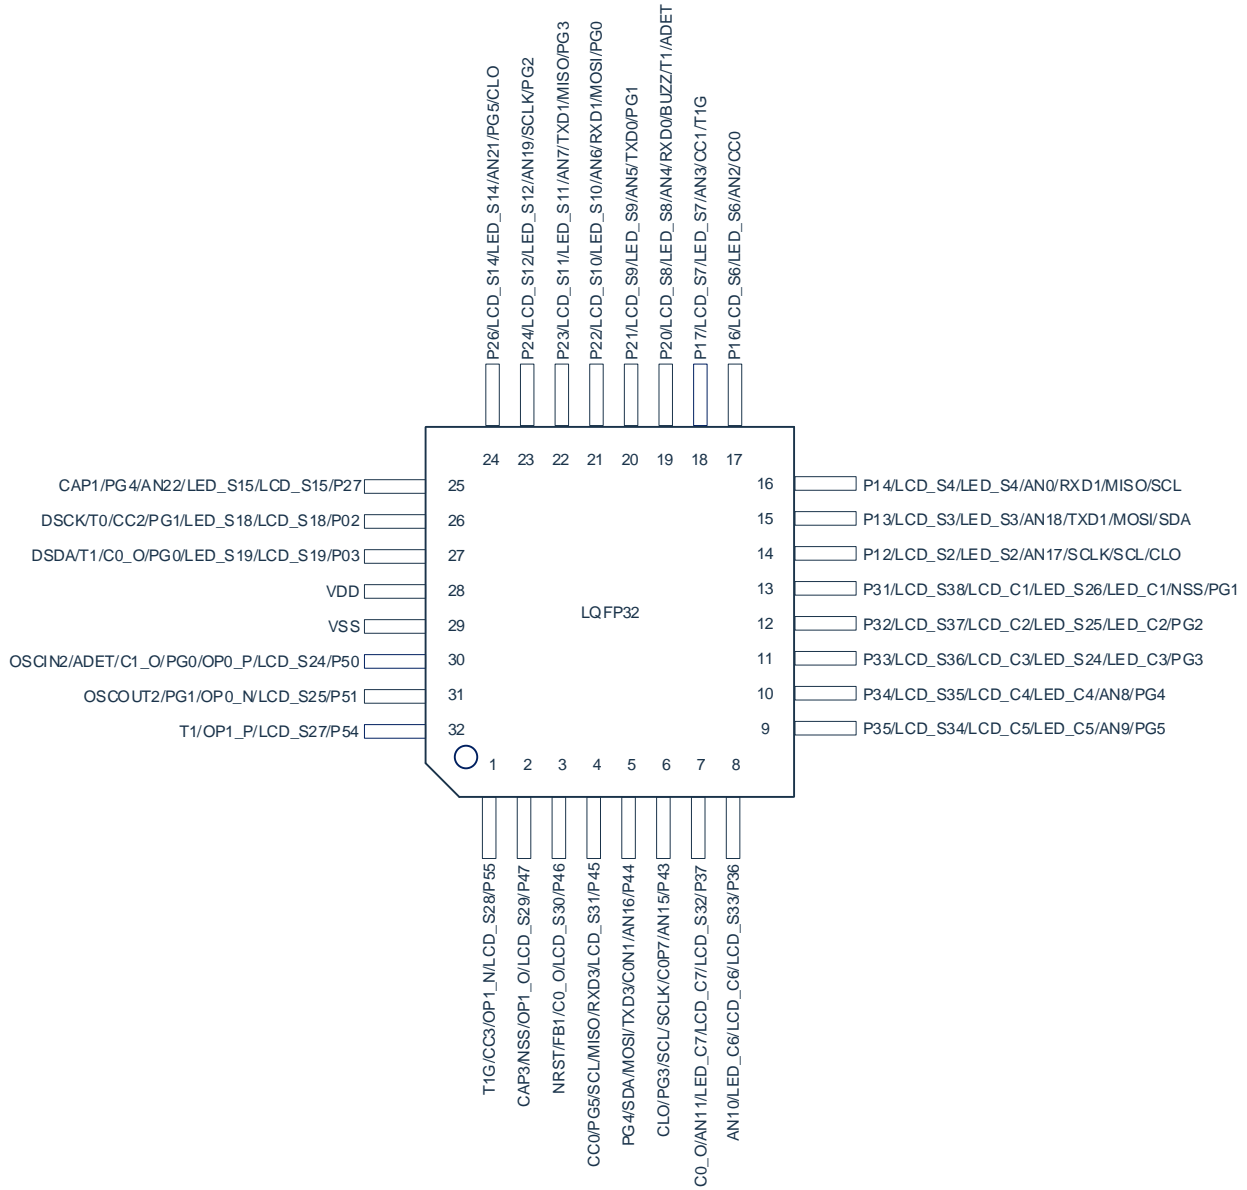 P26/LCD_S14/LED_S14/AN21/PG5/CLO
P24/LCD_S12/LED_S12/AN19/SCLK/PG2
P23/LCD_S11/LED_S11/AN7/TXD1/MISO/PG3
P22/LCD_S10/LED_S10/AN6/RXD1/MOSI/PG0
P21/LCD_S9/LED_S9/AN5/TXD0/PG1
P20/LCD_S8/LED_S8/AN4/RXD0/BUZZ/T1/ADET
P17/LCD_S7/LED_S7/AN3/CC1/T1G
P16/LCD_S6/LED_S6/AN2/CC0
24 23 22 21 20 19 18 17
CAP1/PG4/AN22/LED_S15/LCD_S15/P27 25
DSCK/T0/CC2/PG1/LED_S18/LCD_S18/P02 26
DSDA/T1/C0_O/PG0/LED_S19/LCD_S19/P03 27
VDD 28
VSS 29
OSCIN2/ADET/C1_O/PG0/OP0_P/LCD_S24/P50 30
OSCOUT2/PG1/OP0_N/LCD_S25/P51 31
T1/OP1_P/LCD_S27/P54 32
LQFP32
16 P14/LCD_S4/LED_S4/AN0/RXD1/MISO/SCL
15 P13/LCD_S3/LED_S3/AN18/TXD1/MOSI/SDA
14 P12/LCD_S2/LED_S2/AN17/SCLK/SCL/CLO
13 P31/LCD_S38/LCD_C1/LED_S26/LED_C1/NSS/PG1
12 P32/LCD_S37/LCD_C2/LED_S25/LED_C2/PG2
11 P33/LCD_S36/LCD_C3/LED_S24/LED_C3/PG3
10 P34/LCD_S35/LCD_C4/LED_C4/AN8/PG4
9 P35/LCD_S34/LCD_C5/LED_C5/AN9/PG5
1 2 3 4 5 6 7 8
T1G/CC3/OP1_N/LCD_S28/P55
CAP3/NSS/OP1_O/LCD_S29/P47
NRST/FB1/C0_O/LCD_S30/P46
CC0/PG5/SCL/MISO/RXD3/LCD_S31/P45
PG4/SDA/MOSI/TXD3/C0N1/AN16/P44
CLO/PG3/SCL/SCLK/C0P7/AN15/P43
C0_O/AN11/LED_C7/LCD_C7/LCD_S32/P37
AN10/LED_C6/LCD_C6/LCD_S33/P36